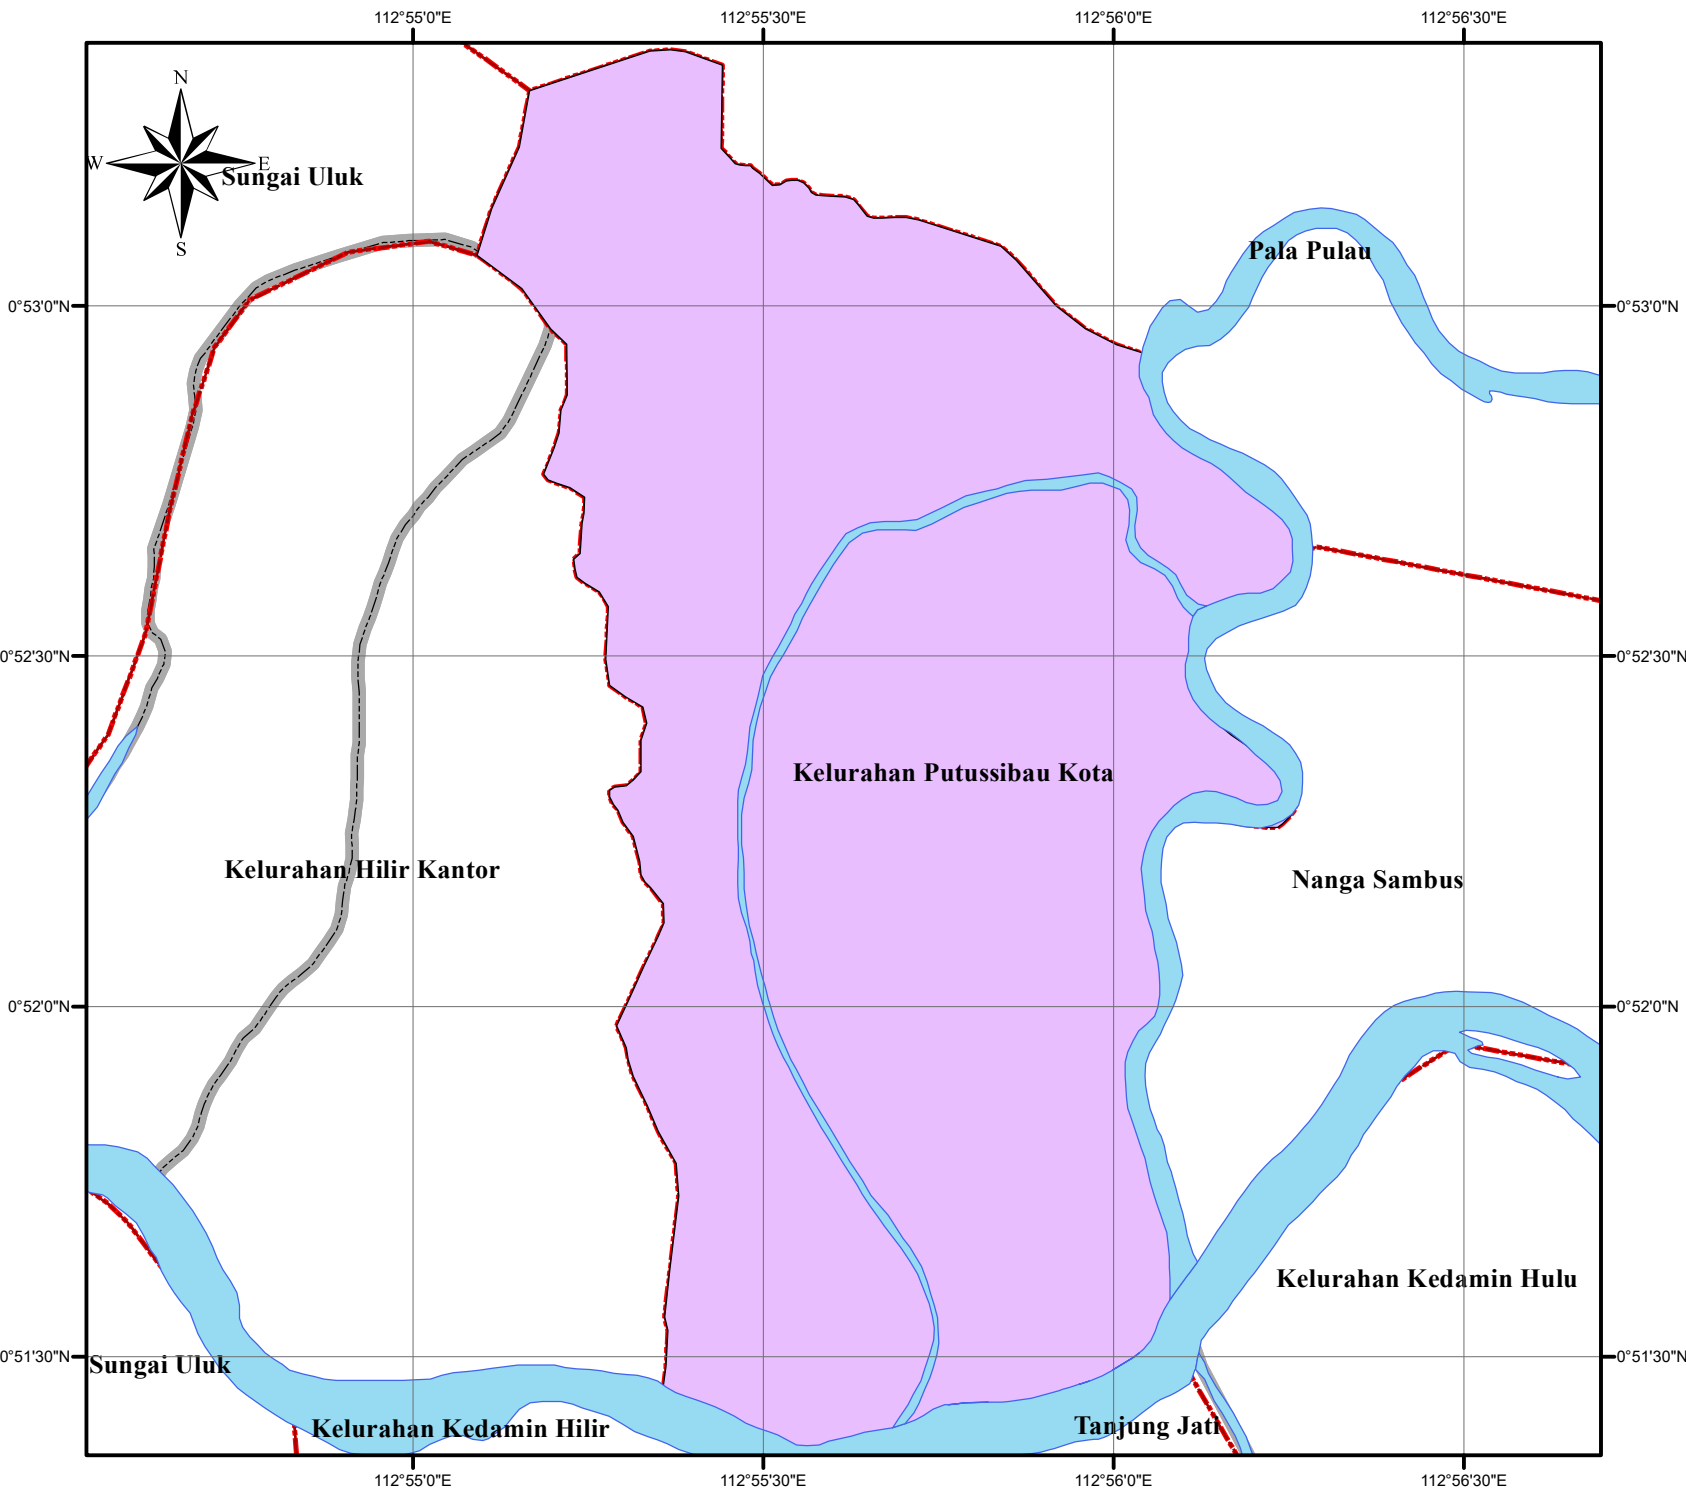 112°55'0"E 112°55'30"E 112°56'0"E 112°56'30"E
N
W E
S
Sungai Uluk
Pala Pulau
0°53'0"N 0°53'0"N
0°52'30"N 0°52'30"N
Kelurahan Putussibau Kota
Kelurahan Hilir Kantor
Nanga Sambus
0°52'0"N 0°52'0"N
Kelurahan Kedamin Hulu
0°51'30"N 0°51'30"N
Sungai Uluk
Kelurahan Kedamin Hilir
Tanjung Jati
112°55'0"E 112°55'30"E 112°56'0"E 112°56'30"E